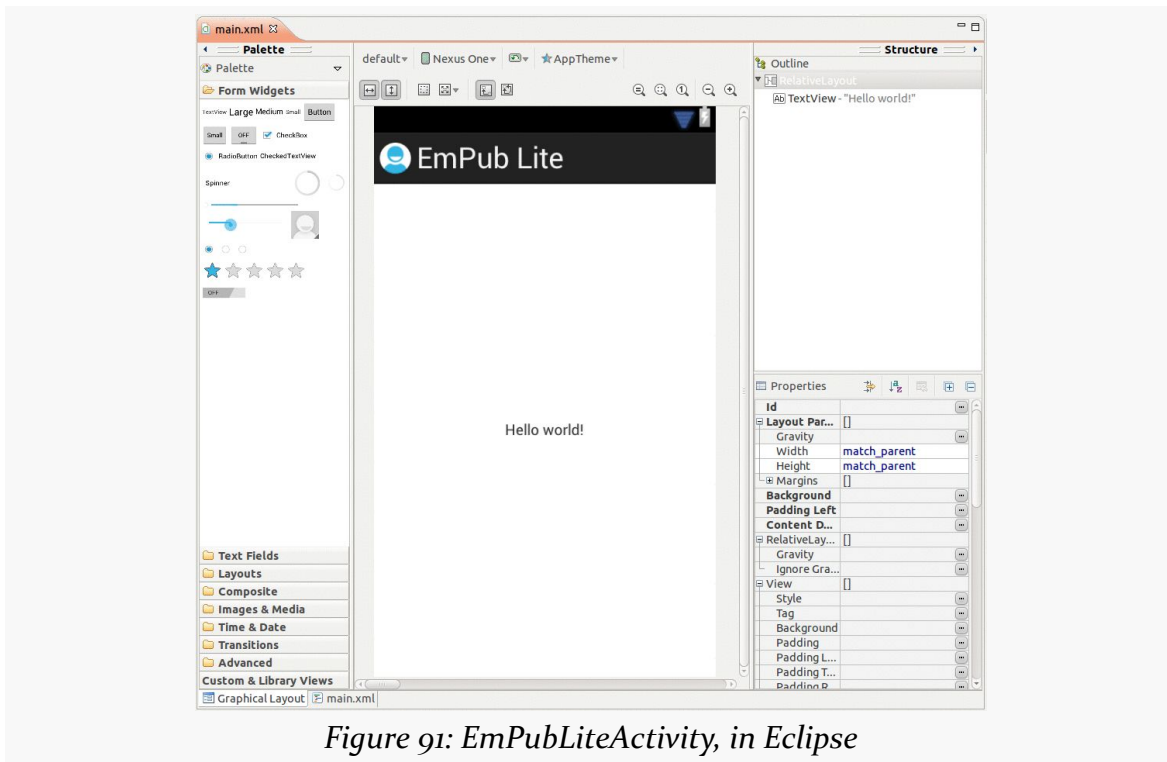 main.xml
Palette
Palette
Form Widgets
TextView Large Medium Small Button
Small OFF CheckBox
RadioButton CheckedTextView
Spinner
OFF
Text Fields
Layouts
Composite
Images & Media
Time & Date
Transitions
Advanced
Custom & Library Views
Graphical Layout
main.xml
default
Nexus One
AppTheme
EmPub Lite
Hello world!
Structure
Outline
RelativeLayout
Ab TextView - "Hello world!"
Properties
Id
Layout Par... []
Gravity
Width match_parent
Height match_parent
Margins []
Background
Padding Left
Content D...
RelativeLay... []
Gravity
Ignore Gra...
View []
Style
Tag
Background
Padding
Padding L...
Padding T...
Padding R
Figure 91: EmPubLiteActivity, in Eclipse